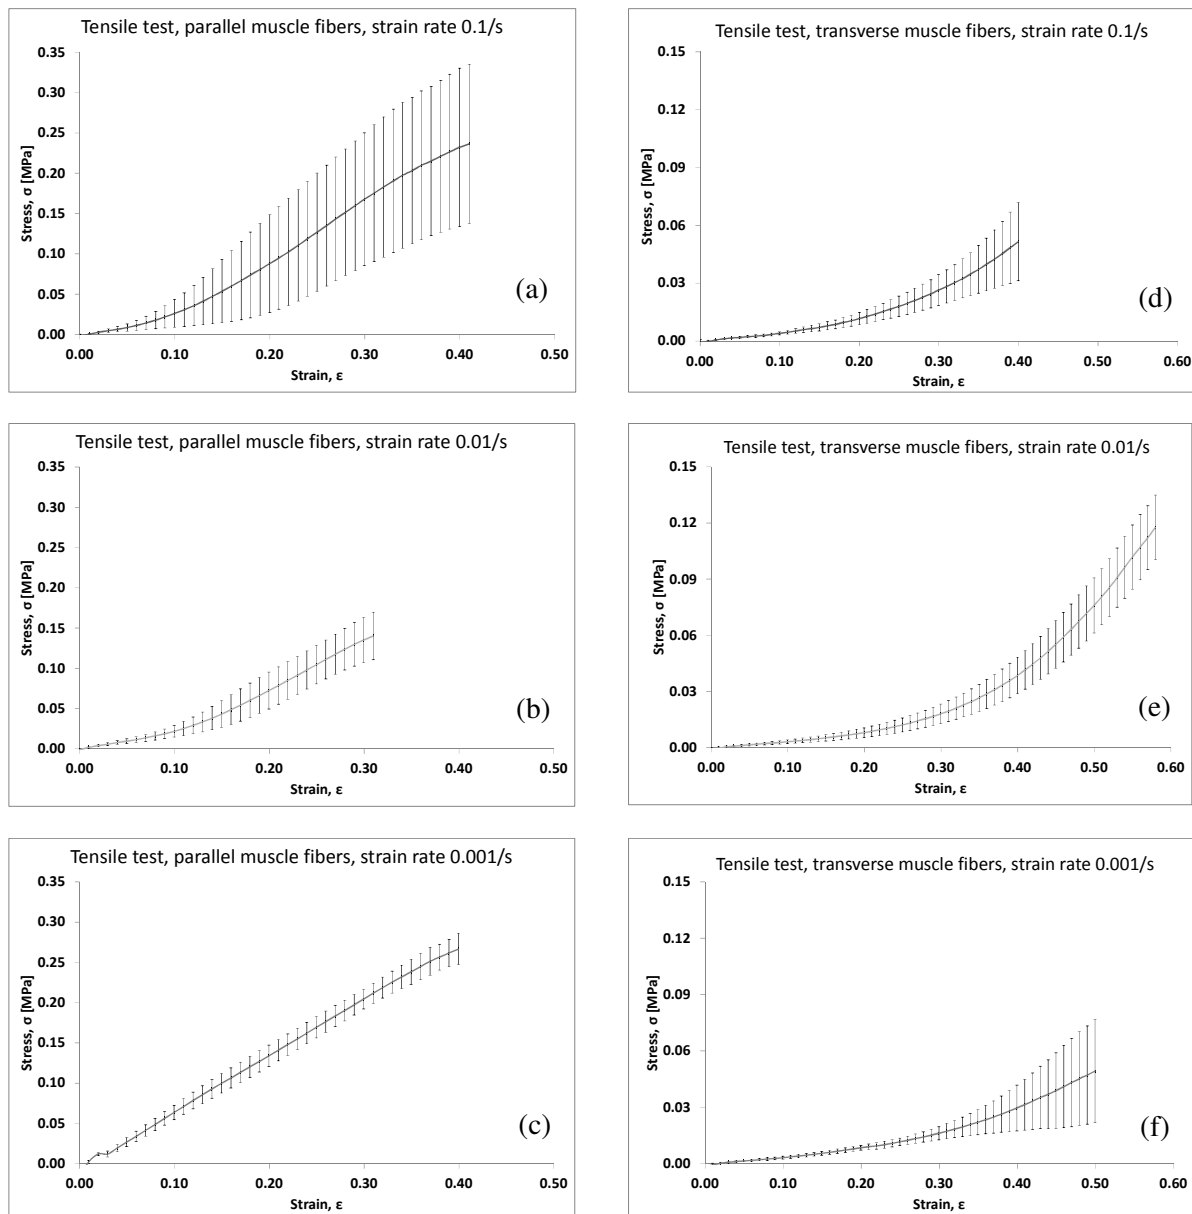 Tensile test, parallel muscle fibers, strain rate 0.1/s
0.35
0.30
0.25
0.20
0.15
0.10
0.05
0.00
Stress, σ [MPa]
0.00 0.10 0.20 0.30 0.40 0.50
Strain, ε
(a)
Tensile test, transverse muscle fibers, strain rate 0.1/s
0.15
0.12
0.09
0.06
0.03
0.00
Stress, σ [MPa]
0.00 0.10 0.20 0.30 0.40 0.50 0.60
Strain, ε
(d)
Tensile test, parallel muscle fibers, strain rate 0.01/s
0.35
0.30
0.25
0.20
0.15
0.10
0.05
0.00
Stress, σ [MPa]
0.00 0.10 0.20 0.30 0.40 0.50
Strain, ε
(b)
Tensile test, transverse muscle fibers, strain rate 0.01/s
0.15
0.12
0.09
0.06
0.03
0.00
Stress, σ [MPa]
0.00 0.10 0.20 0.30 0.40 0.50 0.60
Strain, ε
(e)
Tensile test, parallel muscle fibers, strain rate 0.001/s
0.35
0.30
0.25
0.20
0.15
0.10
0.05
0.00
Stress, σ [MPa]
0.00 0.10 0.20 0.30 0.40 0.50
Strain, ε
(c)
Tensile test, transverse muscle fibers, strain rate 0.001/s
0.15
0.12
0.09
0.06
0.03
0.00
Stress, σ [MPa]
0.00 0.10 0.20 0.30 0.40 0.50 0.60
Strain, ε
(f)